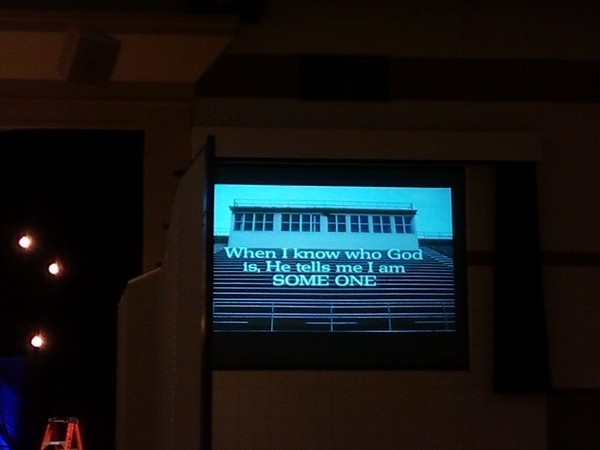 When I know who God
is, He tells me I am
SOME ONE